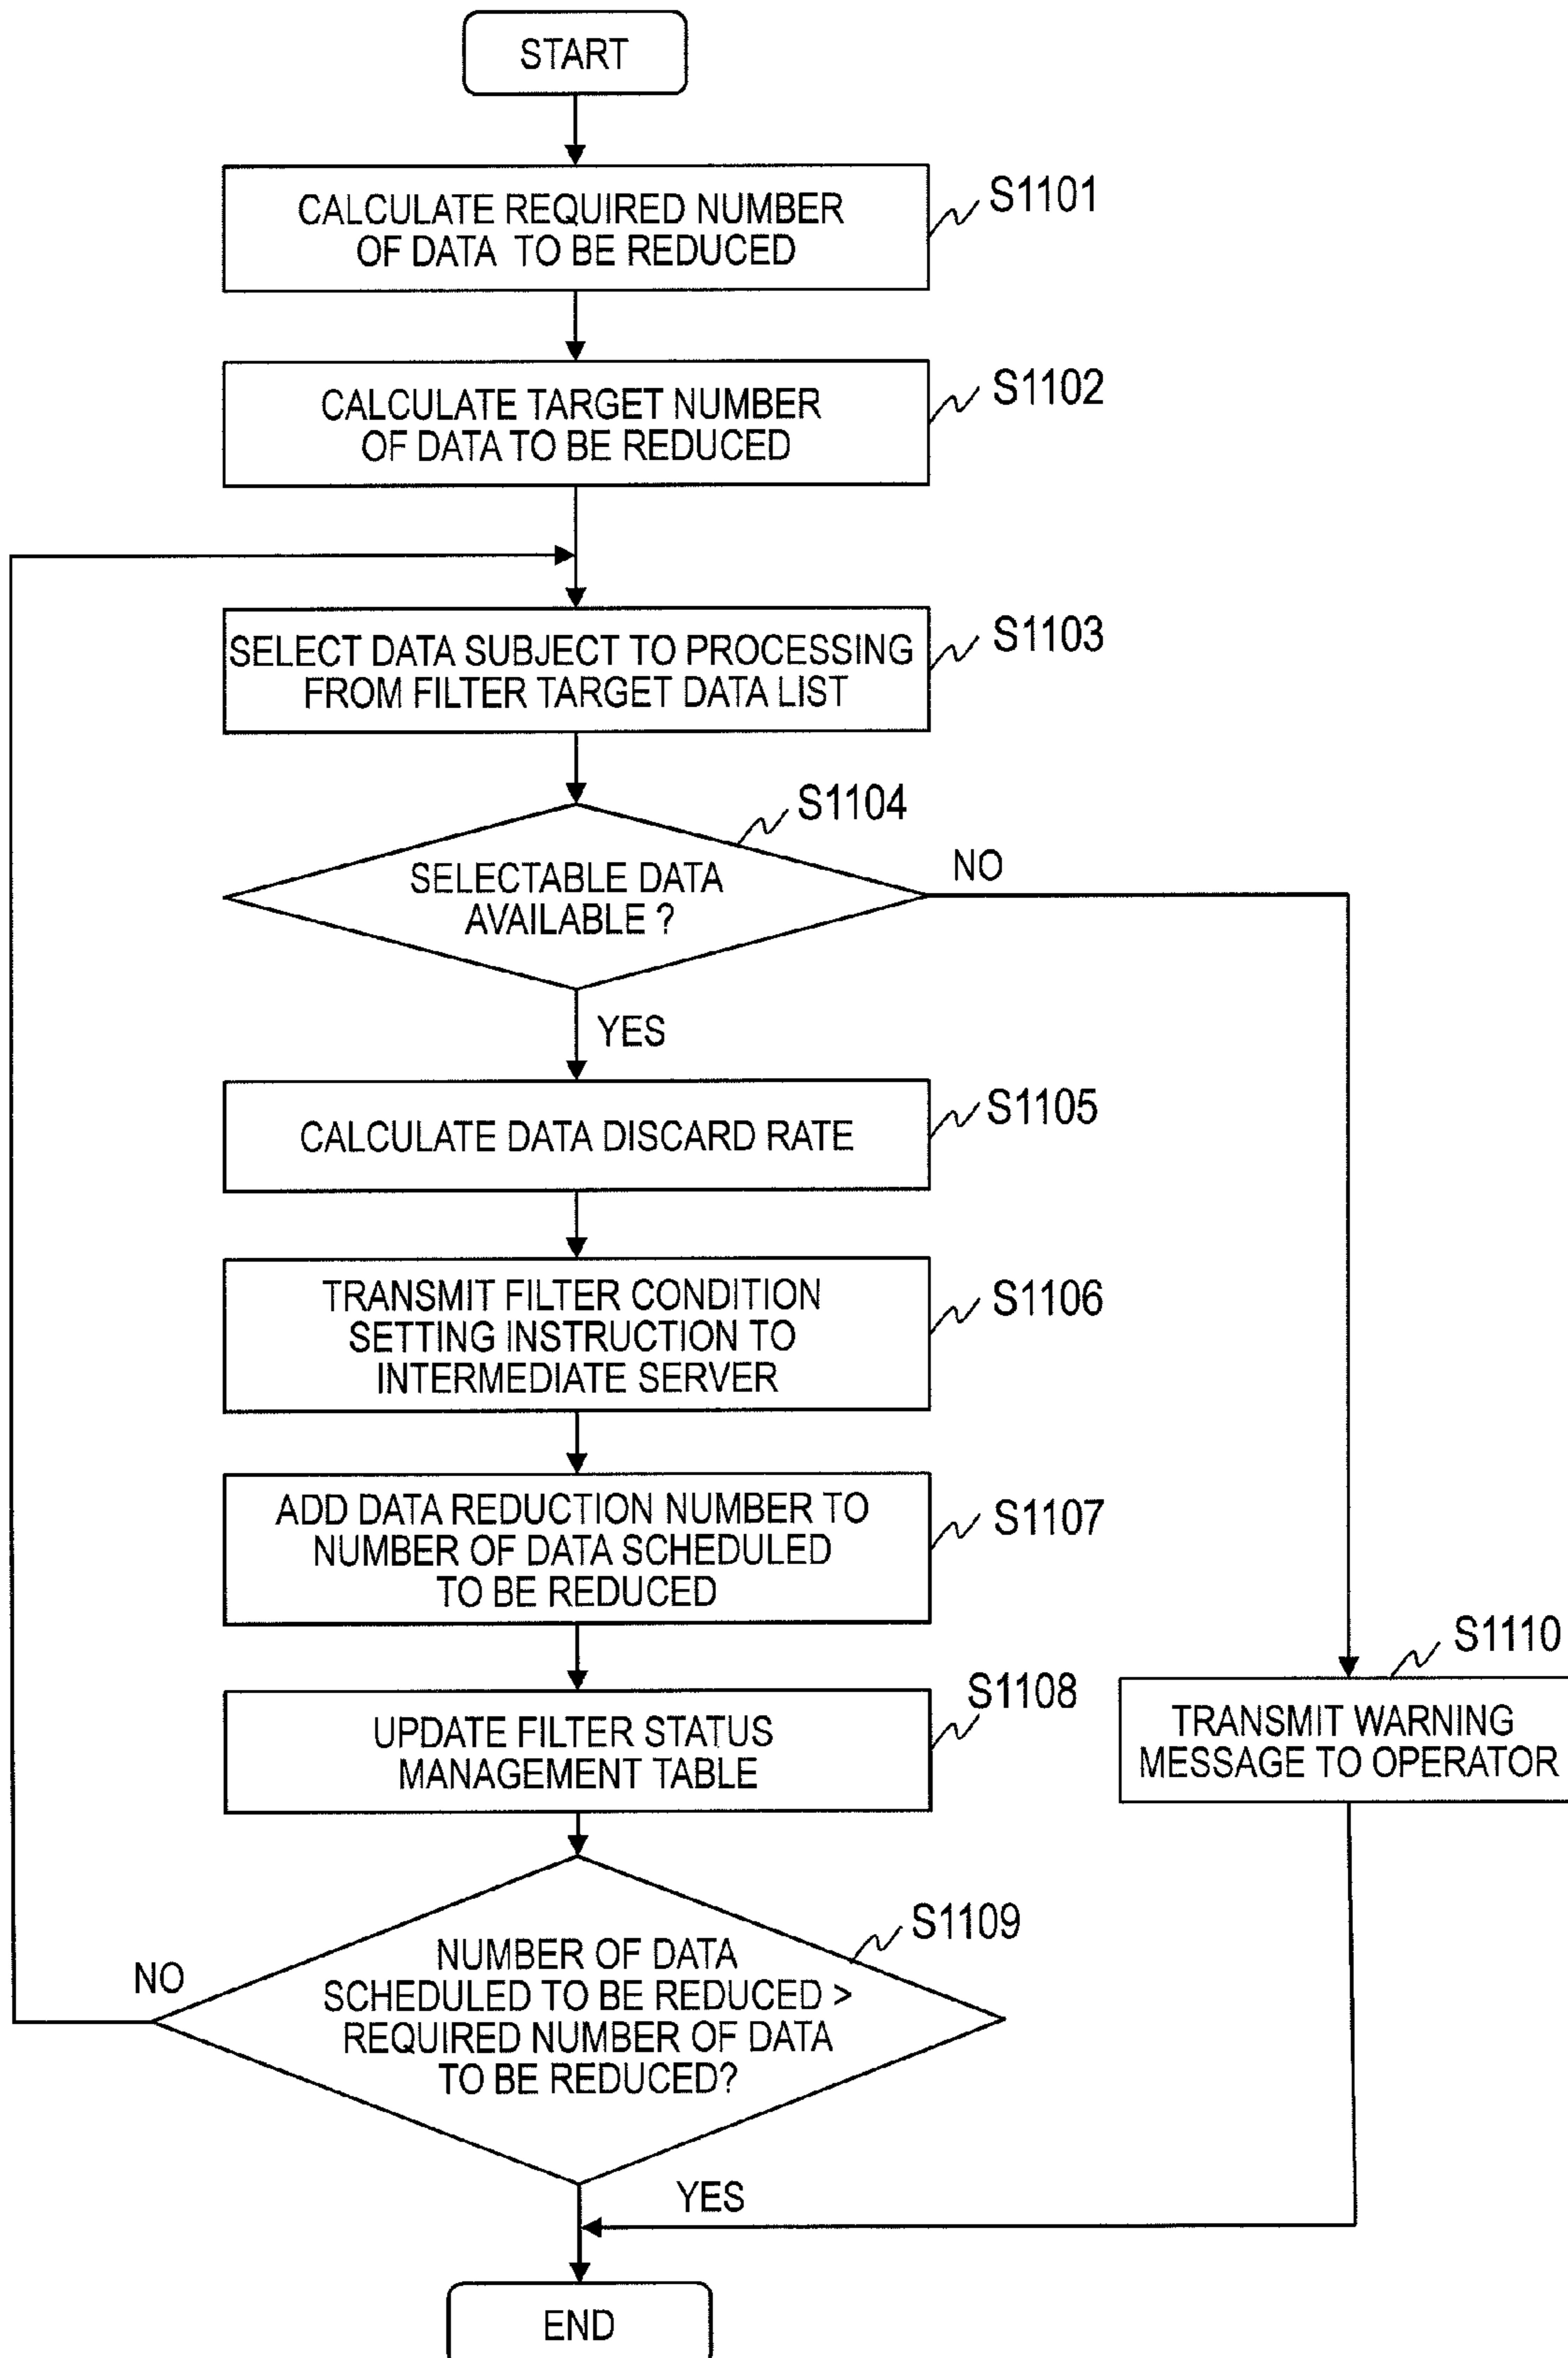 START
CALCULATE REQUIRED NUMBER
OF DATA TO BE REDUCED
S1101
CALCULATE TARGET NUMBER
OF DATA TO BE REDUCED
S1102
SELECT DATA SUBJECT TO PROCESSING
FROM FILTER TARGET DATA LIST
S1103
S1104
SELECTABLE DATA
AVAILABLE ?
NO
YES
CALCULATE DATA DISCARD RATE
S1105
TRANSMIT FILTER CONDITION
SETTING INSTRUCTION TO
INTERMEDIATE SERVER
S1106
ADD DATA REDUCTION NUMBER TO
NUMBER OF DATA SCHEDULED
TO BE REDUCED
S1107
UPDATE FILTER STATUS
MANAGEMENT TABLE
S1108
S1110
TRANSMIT WARNING
MESSAGE TO OPERATOR
S1109
NUMBER OF DATA
SCHEDULED TO BE REDUCED >
REQUIRED NUMBER OF DATA
TO BE REDUCED?
NO
YES
END